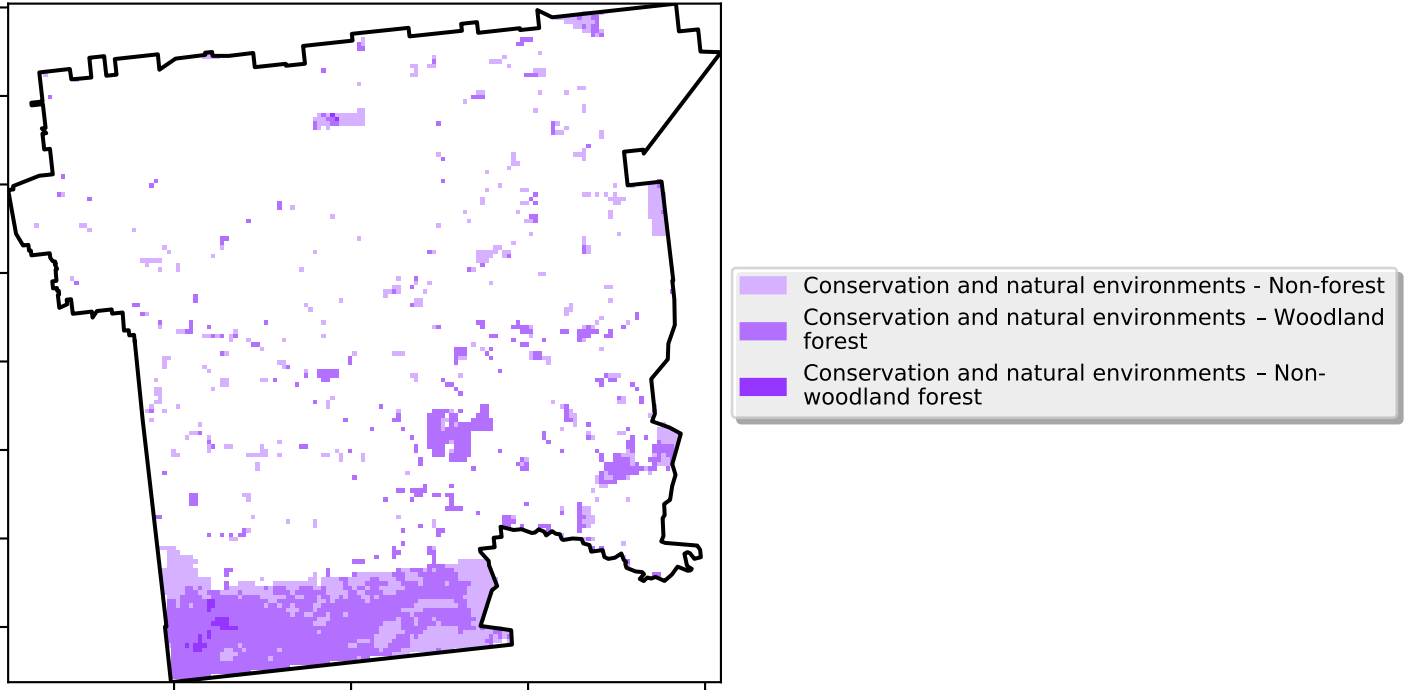 Conservation and natural environments - Non-forest
Conservation and natural environments – Woodland
forest
Conservation and natural environments – Non-
woodland forest